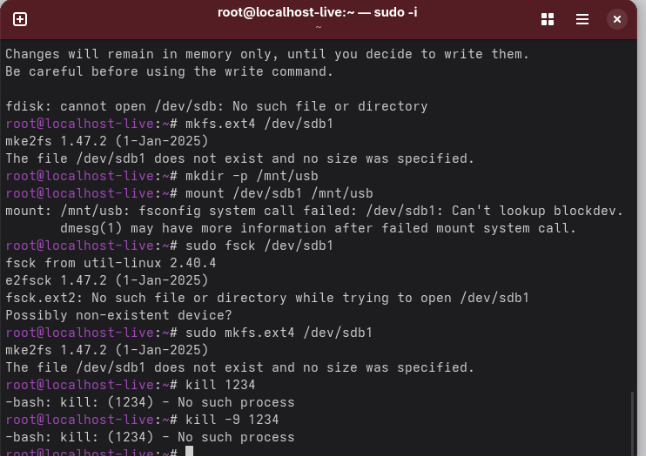 root@localhost-live:~ — sudo -i
~
Changes will remain in memory only, until you decide to write them.
Be careful before using the write command.
fdisk: cannot open /dev/sdb: No such file or directory
root@localhost-live:~# mkfs.ext4 /dev/sdb1
mke2fs 1.47.2 (1-Jan-2025)
The file /dev/sdb1 does not exist and no size was specified.
root@localhost-live:~# mkdir -p /mnt/usb
root@localhost-live:~# mount /dev/sdb1 /mnt/usb
mount: /mnt/usb: fsconfig system call failed: /dev/sdb1: Can't lookup blockdev.
       dmesg(1) may have more information after failed mount system call.
root@localhost-live:~# sudo fsck /dev/sdb1
fsck from util-linux 2.40.4
e2fsck 1.47.2 (1-Jan-2025)
fsck.ext2: No such file or directory while trying to open /dev/sdb1
Possibly non-existent device?
root@localhost-live:~# sudo mkfs.ext4 /dev/sdb1
mke2fs 1.47.2 (1-Jan-2025)
The file /dev/sdb1 does not exist and no size was specified.
root@localhost-live:~# kill 1234
-bash: kill: (1234) - No such process
root@localhost-live:~# kill -9 1234
-bash: kill: (1234) - No such process
root@localhost-live:~#